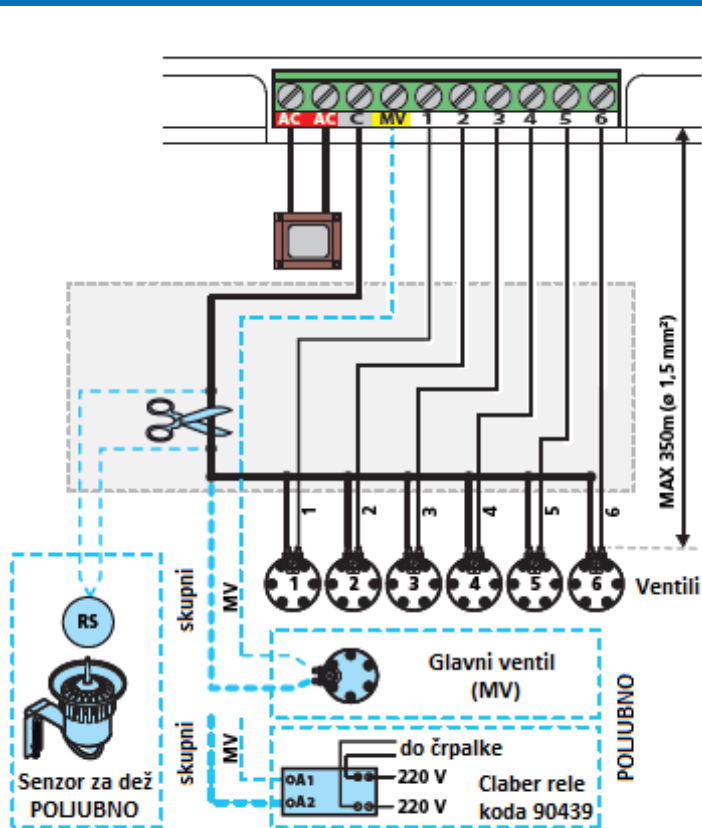 AC AC C MV 1 2 3 4 5 6
MAX 350m (ø 1,5 mm²)
1 2 3 4 5 6
1 2 3 4 5 6 Ventili
skupni
MV
RS
Senzor za dež
POLJUBNO
Glavni ventil
(MV)
POLJUBNO
skupni
MV
do črpalke
A1
220 V
A2
220 V
Claber rele
koda 90439